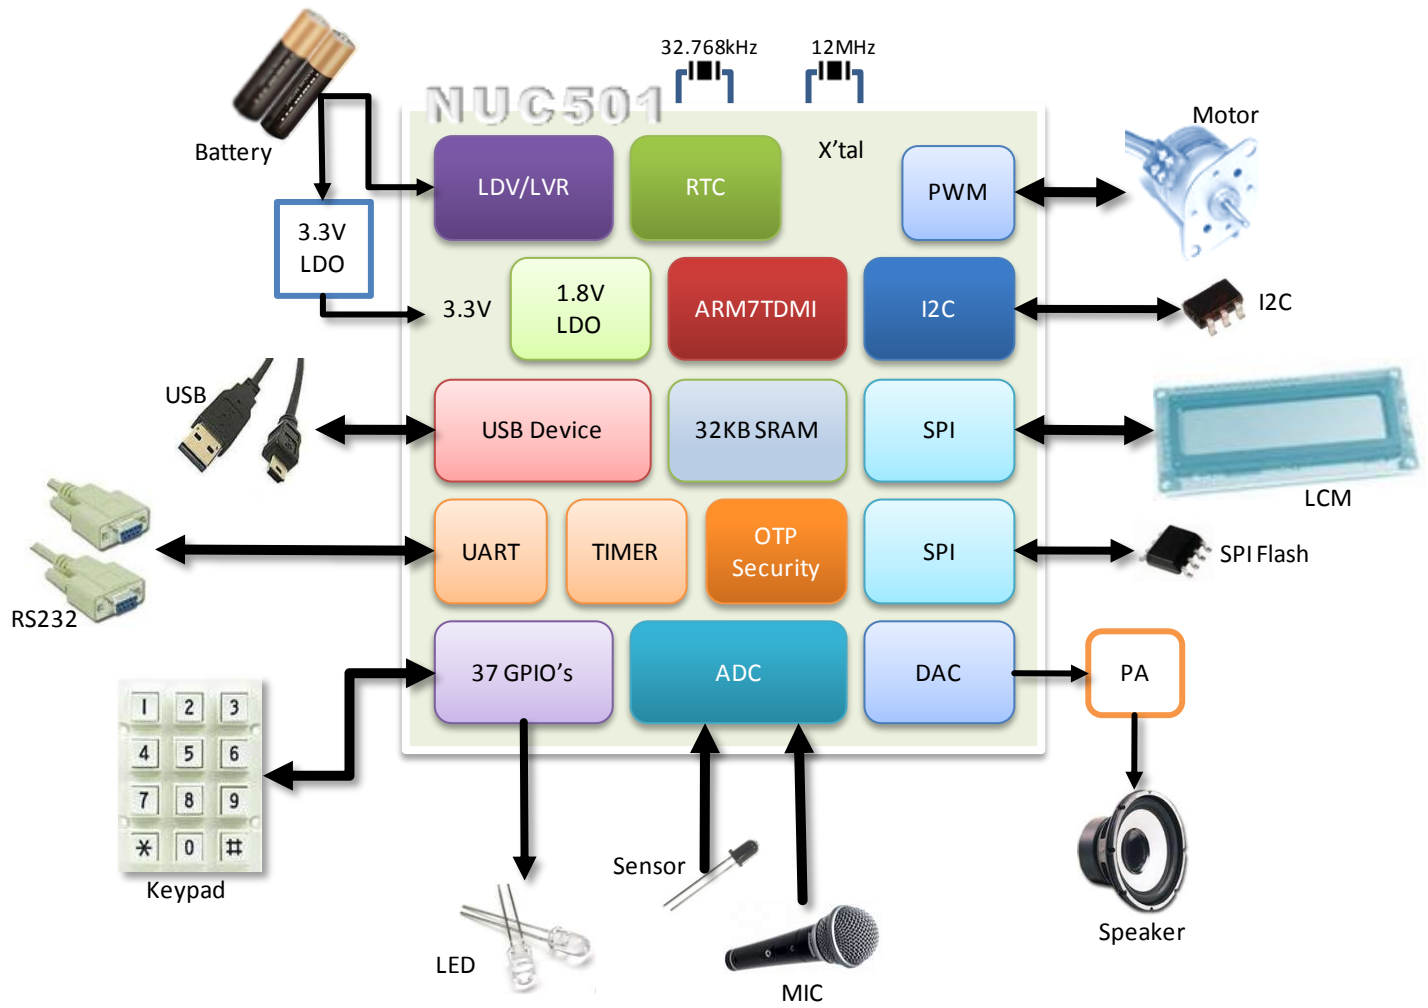 32.768kHz
12MHz
NUC501
Battery
X'tal
Motor
LDV/LVR
RTC
PWM
3.3V
LDO
3.3V
1.8V
LDO
ARM7TDMI
I2C
I2C
USB
USB Device
32KB SRAM
SPI
LCM
UART
TIMER
OTP
Security
SPI
SPI Flash
RS232
37 GPIO's
ADC
DAC
PA
1 2 3
4 5 6
7 8 9
* 0 #
Keypad
Sensor
LED
MIC
Speaker